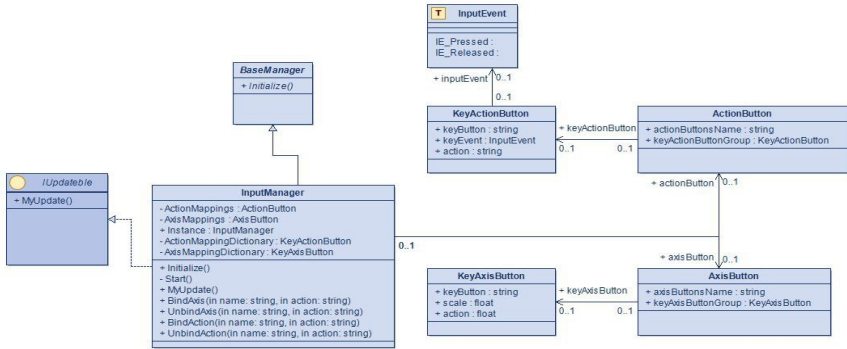 T InputEvent
IE_Pressed :
IE_Released :
+ inputEvent 0..1
0..1
BaseManager
+ Initialize()
KeyActionButton
+ keyButton : string
+ keyEvent : InputEvent
+ action : string
+ keyActionButton
0..1 0..1
ActionButton
+ actionButtonsName : string
+ keyActionButtonGroup : KeyActionButton
+ actionButton 0..1
IUpdateble
+ MyUpdate()
InputManager
- ActionMappings : ActionButton
- AxisMappings : AxisButton
+ Instance : InputManager
- ActionMappingDictionary : KeyActionButton
- AxisMappingDictionary : KeyAxisButton
+ Initialize()
- Start()
+ MyUpdate()
+ BindAxis(in name: string, in action: string)
+ UnbindAxis(in name: string, in action: string)
+ BindAction(in name: string, in action: string)
+ UnbindAction(in name: string, in action: string)
0..1
+ axisButton 0..1
KeyAxisButton
+ keyButton : string
+ scale : float
+ action : float
+ keyAxisButton
0..1 0..1
AxisButton
+ axisButtonsName : string
+ keyAxisButtonGroup : KeyAxisButton